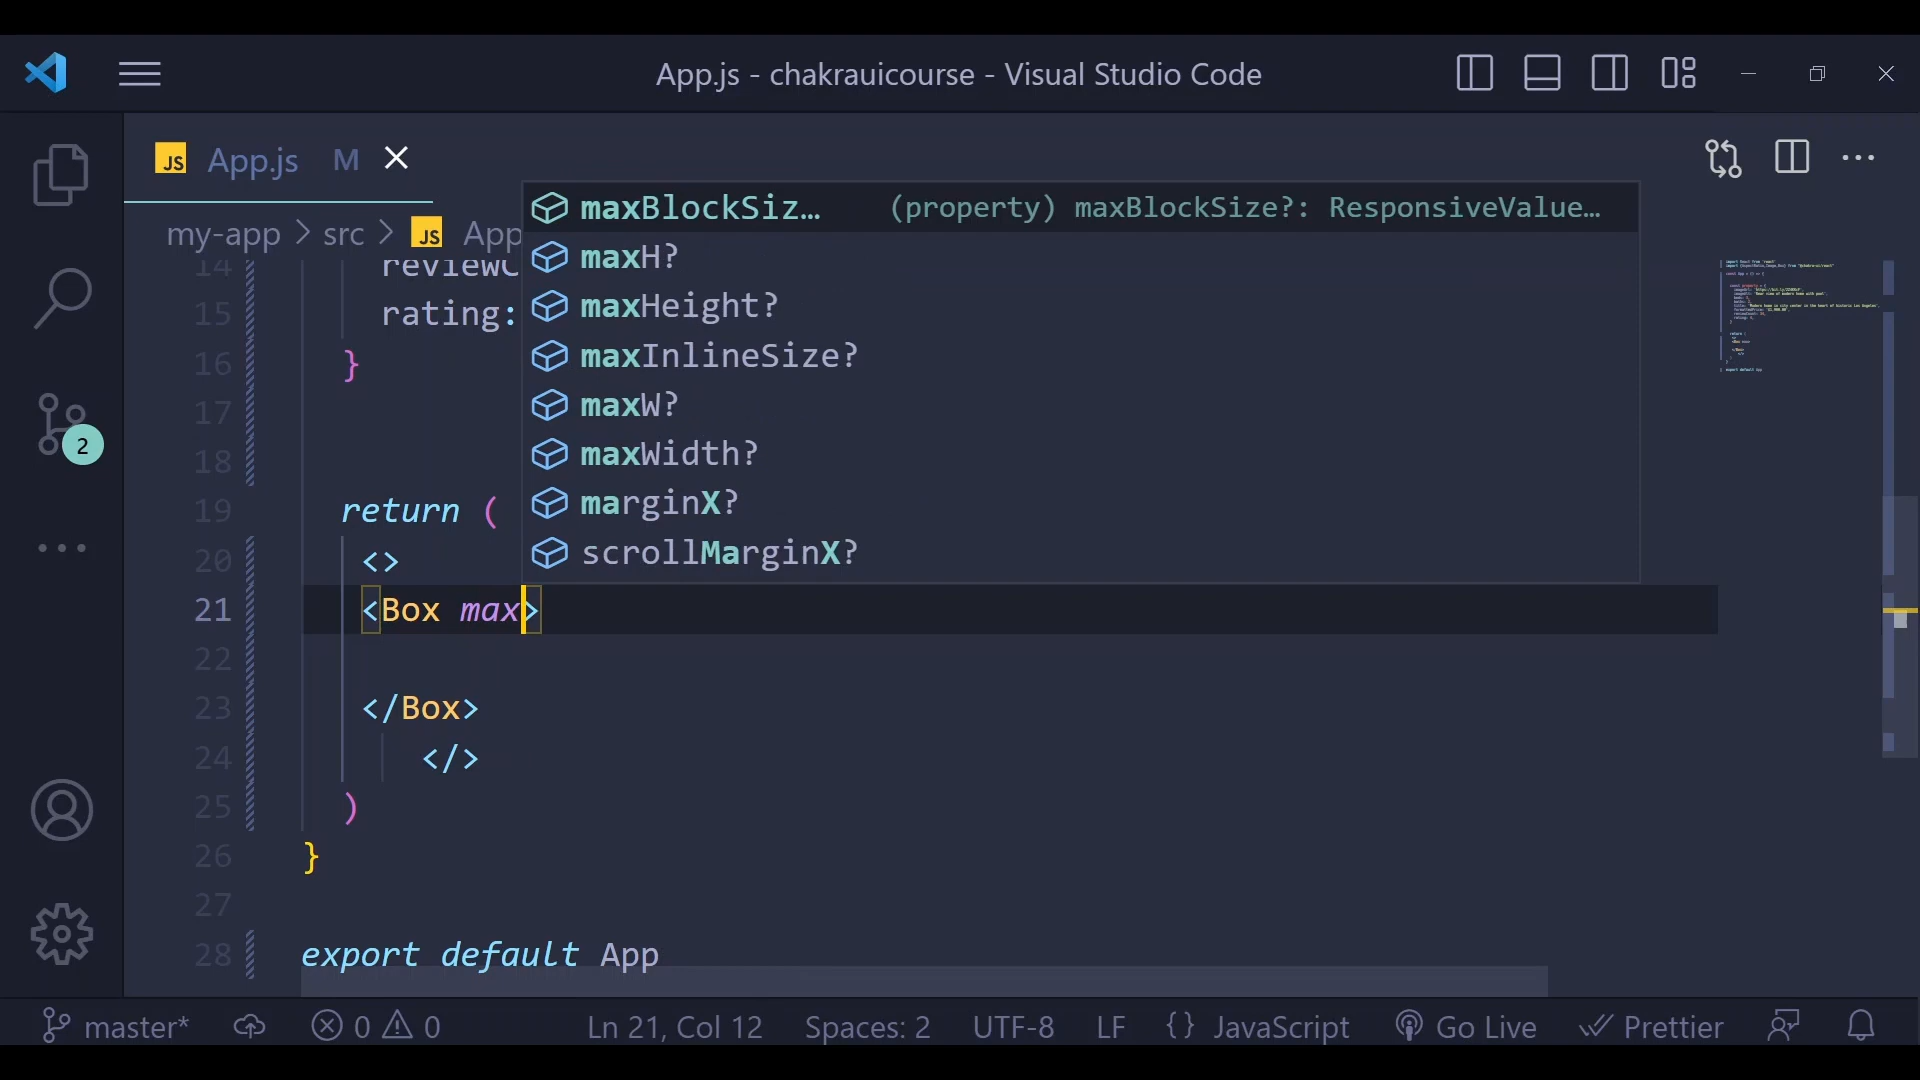 App.js - chakrauicourse - Visual Studio Code
JS App.js M
my-app > src > JS App
maxBlockSiz… (property) maxBlockSize?: ResponsiveValue…
maxH?
maxHeight?
maxInlineSize?
maxW?
maxWidth?
marginX?
scrollMarginX?
14 reviewC
15 rating:
16 }
17
18
19 return (
20 <>
21 <Box max>
22
23 </Box>
24 </>
25 )
26 }
27
28 export default App
2
master* 0 0 Ln 21, Col 12 Spaces: 2 UTF-8 LF {} JavaScript Go Live Prettier